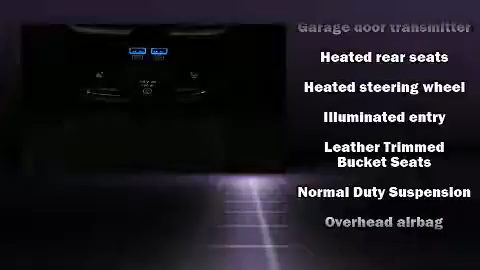 Garage door transmitter
Heated rear seats
Heated steering wheel
Illuminated entry
Leather Trimmed
Bucket Seats
Normal Duty Suspension
Overhead airbag